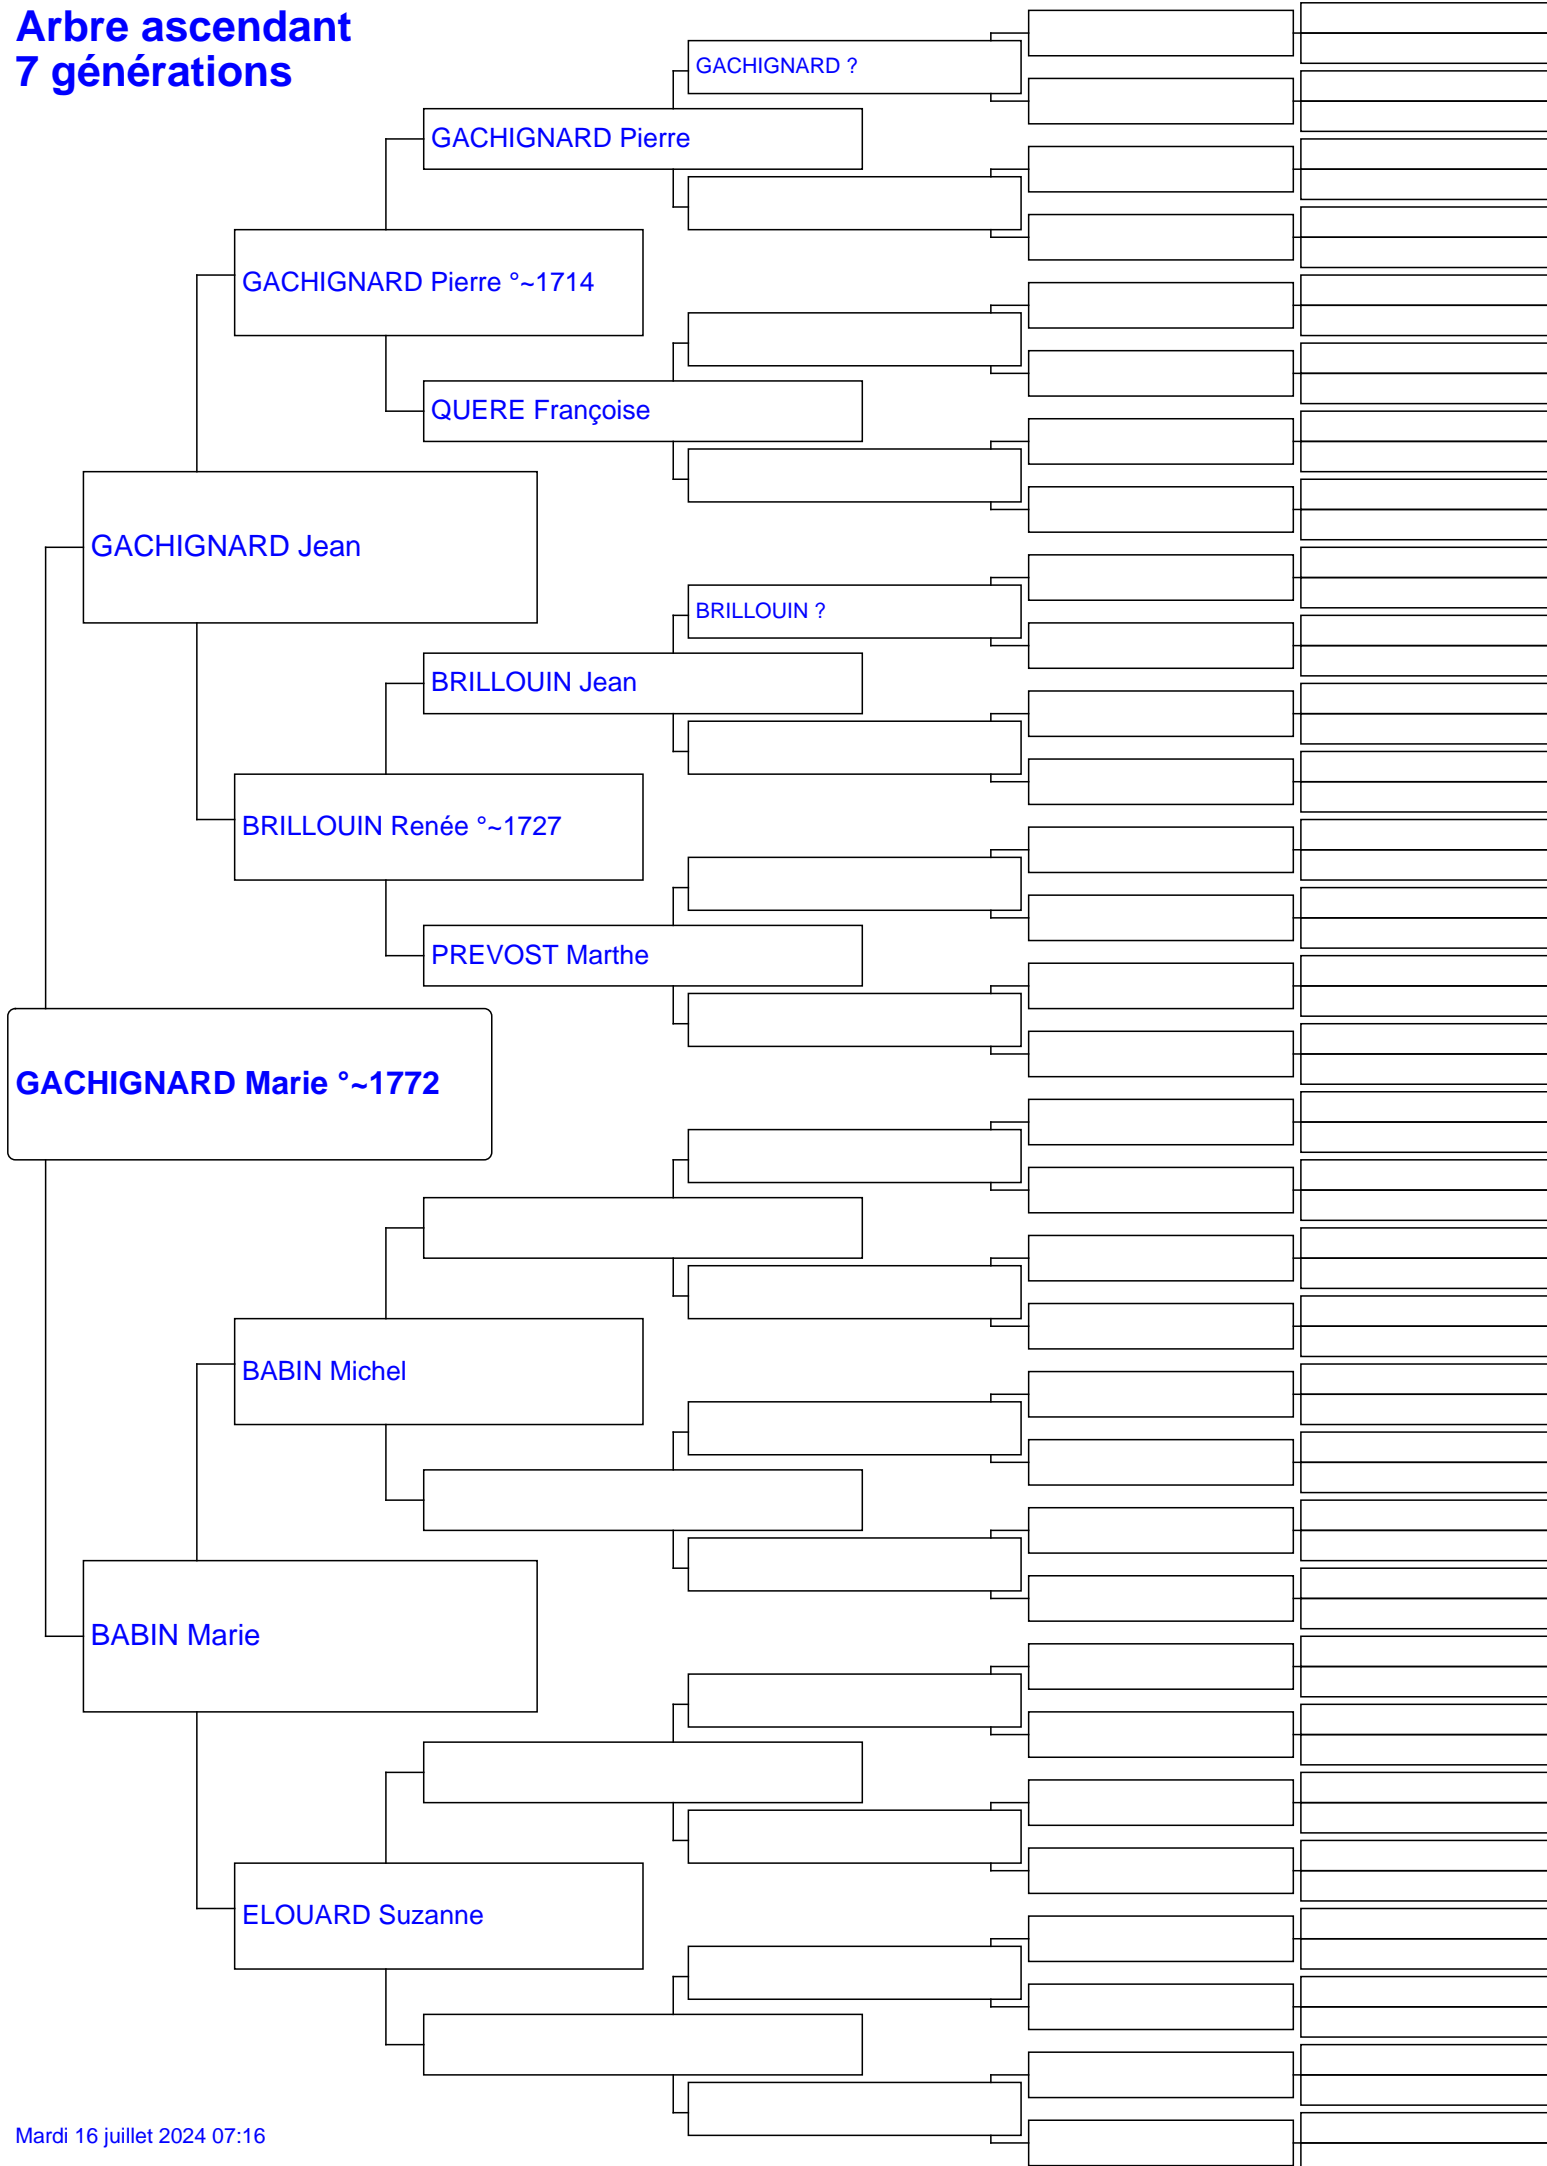 Arbre ascendant
7 générations
GACHIGNARD ?
GACHIGNARD Pierre
GACHIGNARD Pierre °~1714
QUERE Françoise
GACHIGNARD Jean
BRILLOUIN ?
BRILLOUIN Jean
BRILLOUIN Renée °~1727
PREVOST Marthe
GACHIGNARD Marie °~1772
BABIN Michel
BABIN Marie
ELOUARD Suzanne
Mardi 16 juillet 2024 07:16